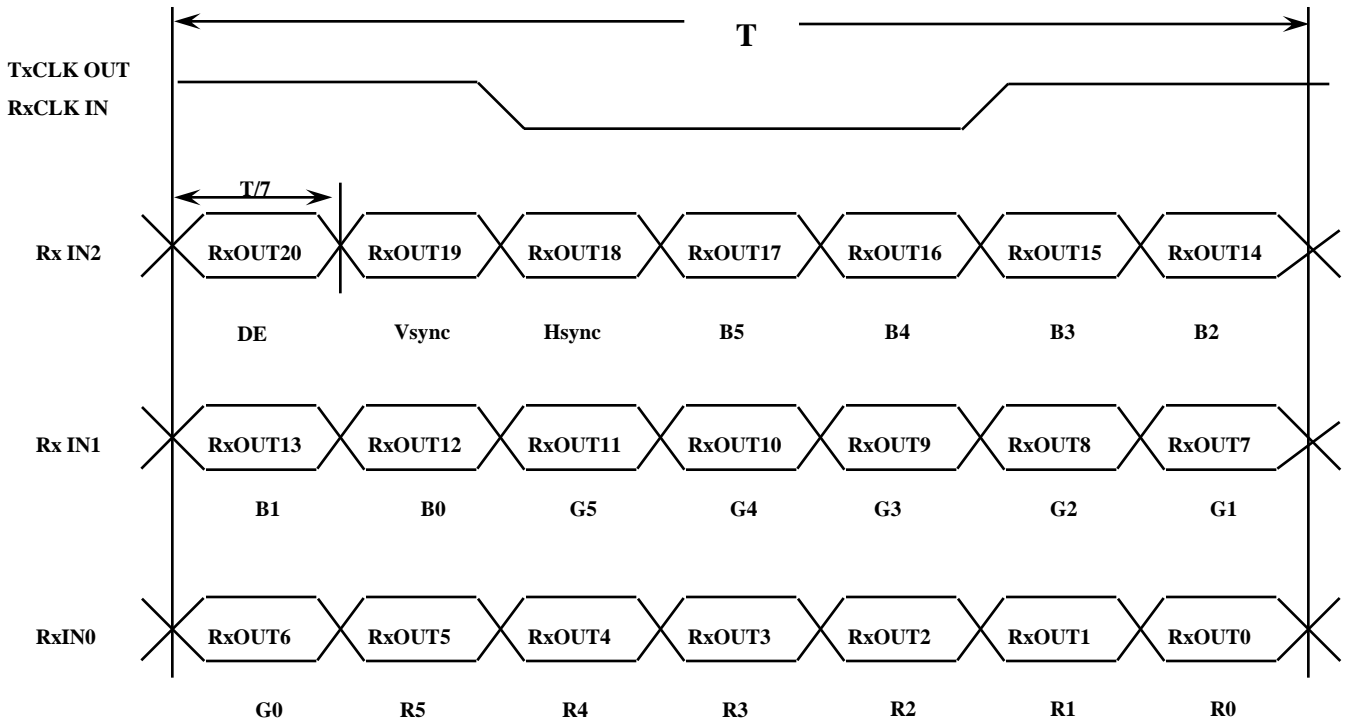 T
TxCLK OUT
RxCLK IN
T/7
Rx IN2 RxOUT20 RxOUT19 RxOUT18 RxOUT17 RxOUT16 RxOUT15 RxOUT14
DE Vsync Hsync B5 B4 B3 B2
Rx IN1 RxOUT13 RxOUT12 RxOUT11 RxOUT10 RxOUT9 RxOUT8 RxOUT7
B1 B0 G5 G4 G3 G2 G1
RxIN0 RxOUT6 RxOUT5 RxOUT4 RxOUT3 RxOUT2 RxOUT1 RxOUT0
G0 R5 R4 R3 R2 R1 R0